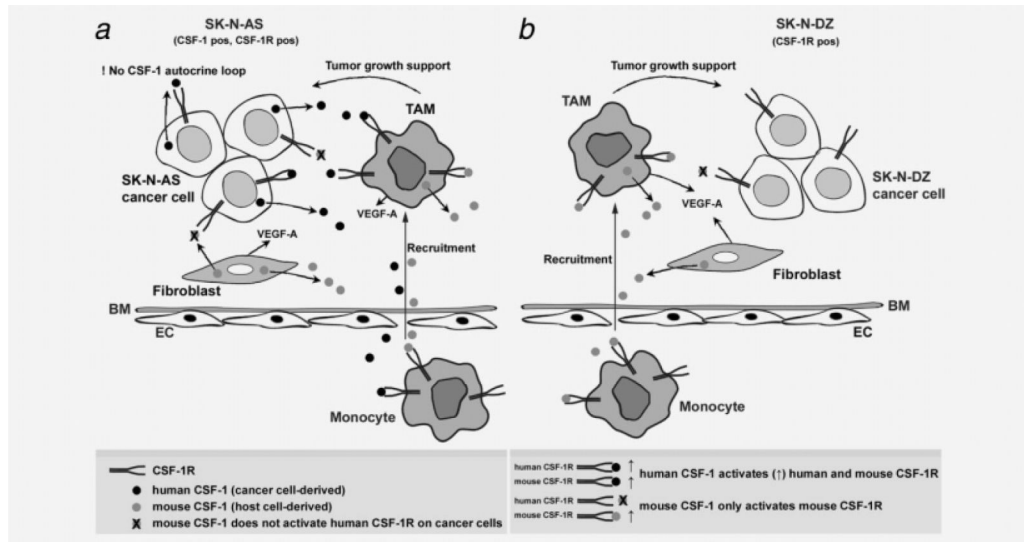 a
SK-N-AS
(CSF-1 pos, CSF-1R pos)
! No CSF-1 autocrine loop
Tumor growth support
TAM
SK-N-AS
cancer cell
VEGF-A
VEGF-A
Recruitment
Fibroblast
BM
EC
Monocyte
b
SK-N-DZ
(CSF-1R pos)
Tumor growth support
TAM
SK-N-DZ
cancer cell
VEGF-A
Recruitment
Fibroblast
BM
EC
Monocyte
CSF-1R
human CSF-1 (cancer cell-derived)
mouse CSF-1 (host cell-derived)
X mouse CSF-1 does not activate human CSF-1R on cancer cells
human CSF-1R ↑
mouse CSF-1R ↑
human CSF-1 activates (↑) human and mouse CSF-1R
human CSF-1R X
mouse CSF-1R ↑
mouse CSF-1 only activates mouse CSF-1R